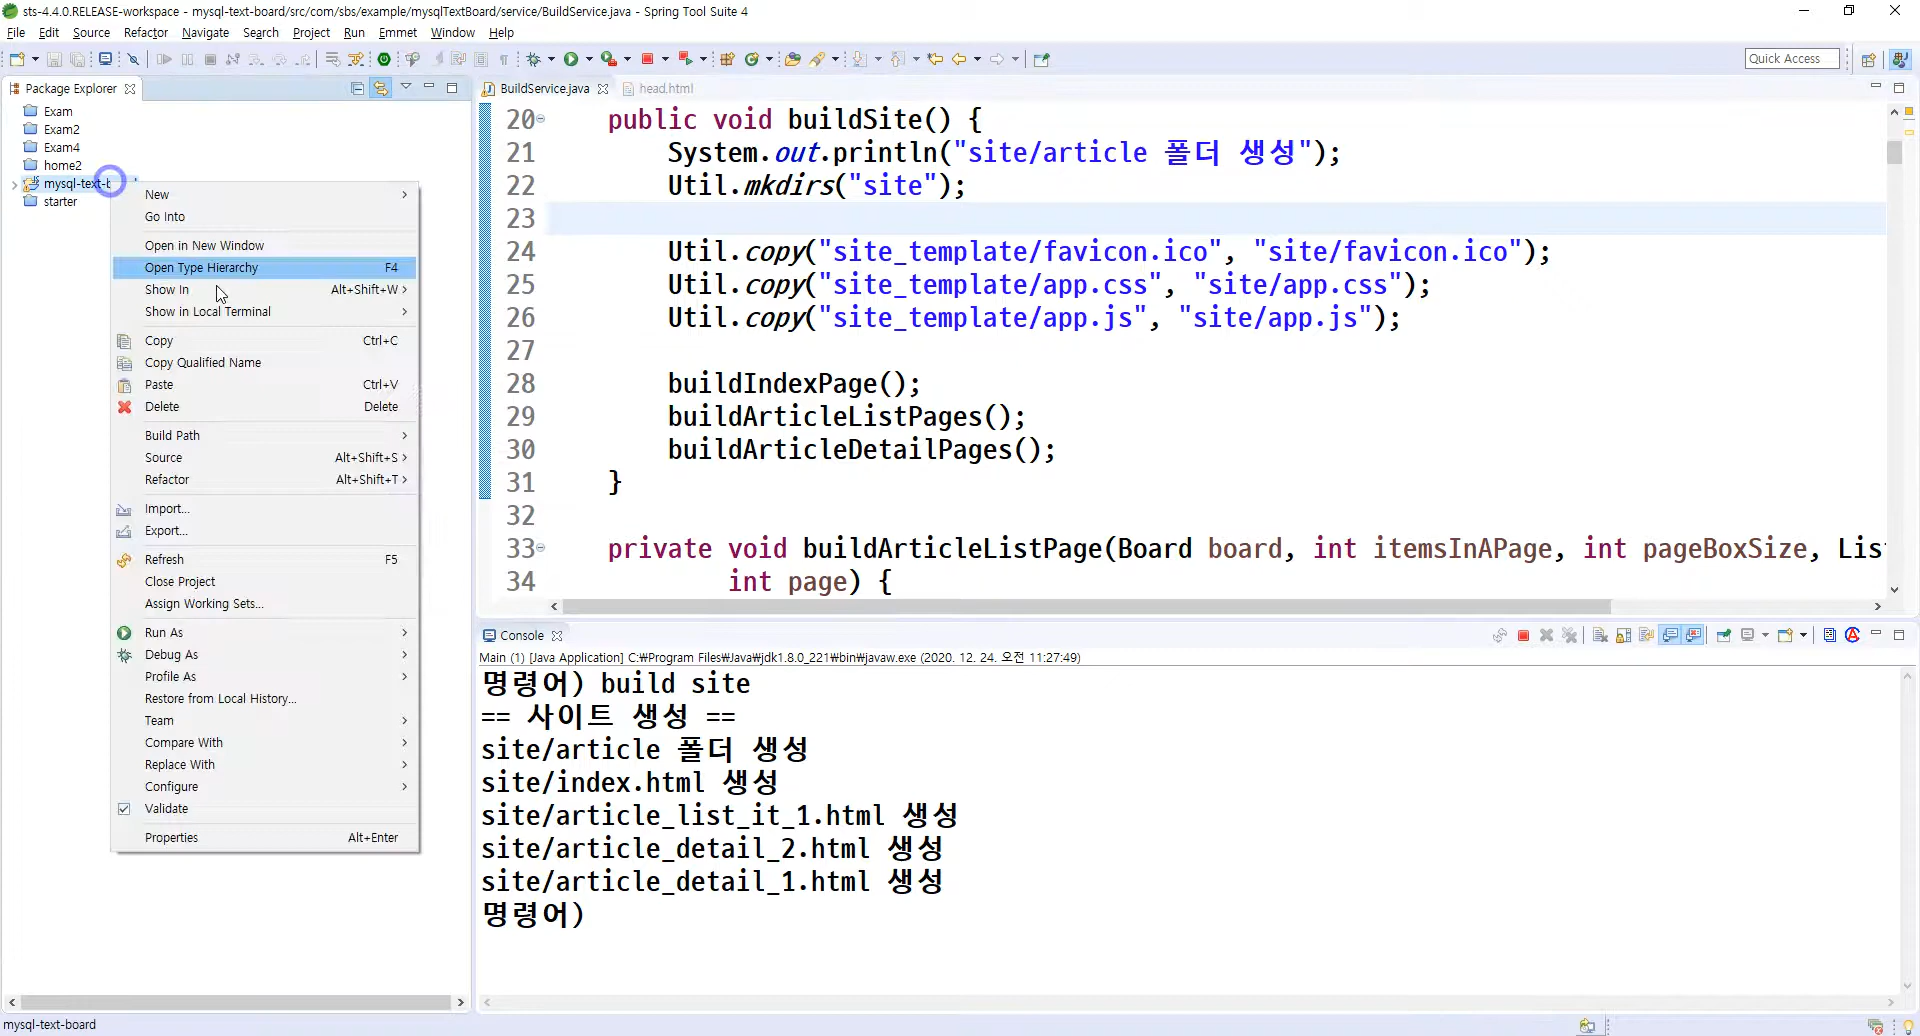 sts-4.4.0.RELEASE-workspace - mysql-text-board/src/com/sbs/example/mysqlTextBoard/service/BuildService.java - Spring Tool Suite 4
File Edit Source Refactor Navigate Search Project Run Emmet Window Help
Quick Access
Package Explorer
Exam
Exam2
Exam4
home2
mysql-text-b
starter
New
Go Into
Open in New Window
Open Type Hierarchy F4
Show In Alt+Shift+W
Show in Local Terminal
Copy Ctrl+C
Copy Qualified Name
Paste Ctrl+V
Delete Delete
Build Path
Source Alt+Shift+S
Refactor Alt+Shift+T
Import...
Export...
Refresh F5
Close Project
Assign Working Sets...
Run As
Debug As
Profile As
Restore from Local History...
Team
Compare With
Replace With
Configure
Validate
Properties Alt+Enter
BuildService.java head.html
20 public void buildSite() {
21 System.out.println("site/article 폴더 생성");
22 Util.mkdirs("site");
23
24 Util.copy("site_template/favicon.ico", "site/favicon.ico");
25 Util.copy("site_template/app.css", "site/app.css");
26 Util.copy("site_template/app.js", "site/app.js");
27
28 buildIndexPage();
29 buildArticleListPages();
30 buildArticleDetailPages();
31 }
32
33 private void buildArticleListPage(Board board, int itemsInAPage, int pageBoxSize, Lis
34 int page) {
Console
Main (1) [Java Application] C:₩Program Files₩Java₩jdk1.8.0_221₩bin₩javaw.exe (2020. 12. 24. 오전 11:27:49)
명령어) build site
== 사이트 생성 ==
site/article 폴더 생성
site/index.html 생성
site/article_list_it_1.html 생성
site/article_detail_2.html 생성
site/article_detail_1.html 생성
명령어)
mysql-text-board